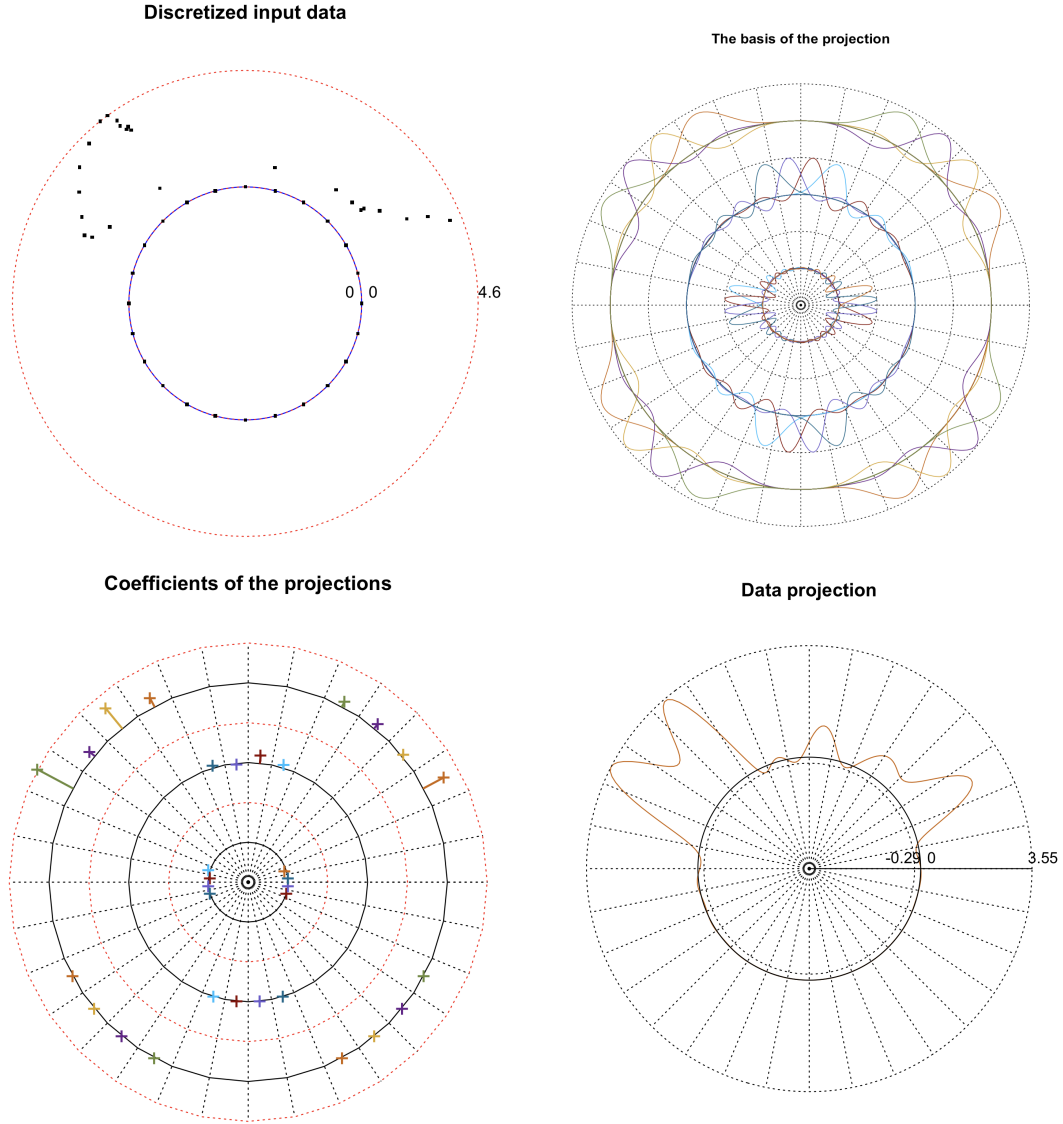 Discretized input data
The basis of the projection
0 0 4.6
Coefficients of the projections
Data projection
-0.29 0 3.55